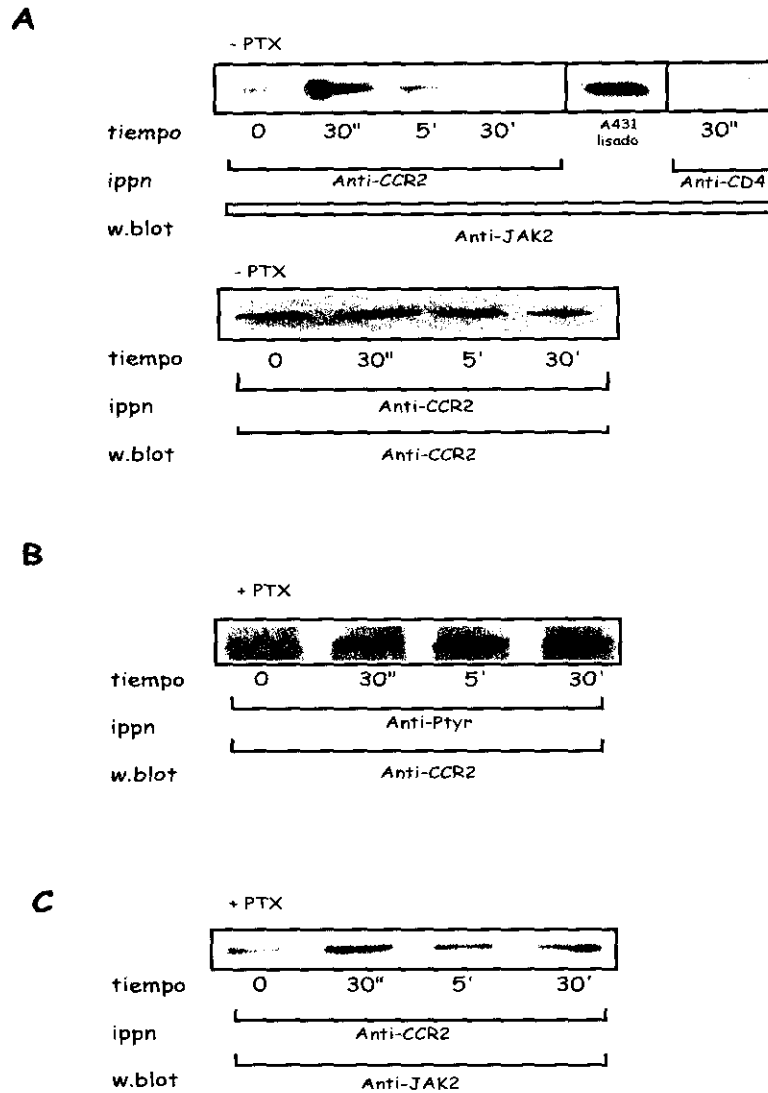 A
- PTX
tiempo 0 30" 5' 30' A431 lisado 30"
ippn Anti-CCR2 Anti-CD4
w.blot Anti-JAK2
- PTX
tiempo 0 30" 5' 30'
ippn Anti-CCR2
w.blot Anti-CCR2
B
+ PTX
tiempo 0 30" 5' 30'
ippn Anti-Ptyr
w.blot Anti-CCR2
C
+ PTX
tiempo 0 30" 5' 30'
ippn Anti-CCR2
w.blot Anti-JAK2